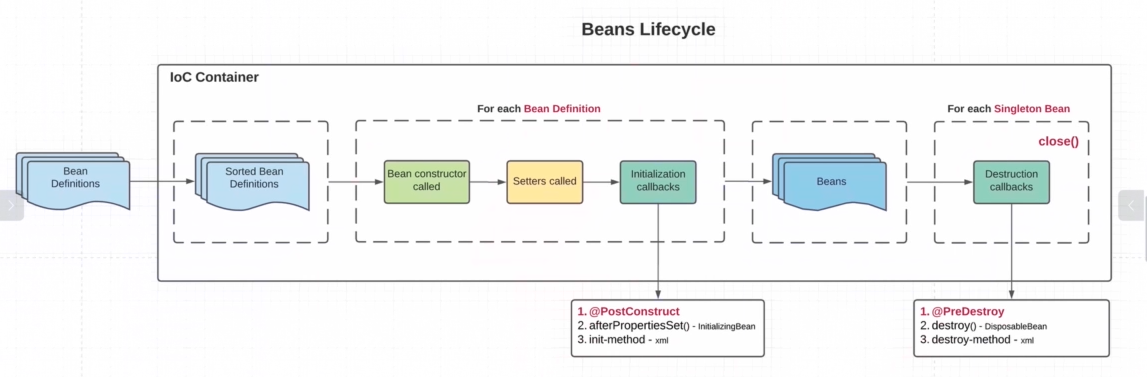 Beans Lifecycle
IoC Container
For each Bean Definition
For each Singleton Bean
close()
Bean
Definitions
Sorted Bean
Definitions
Bean constructor
called
Setters called
Initialization
callbacks
Beans
Destruction
callbacks
1. @PostConstruct
2. afterPropertiesSet() - InitializingBean
3. init-method - xml
1. @PreDestroy
2. destroy() - DisposableBean
3. destroy-method - xml